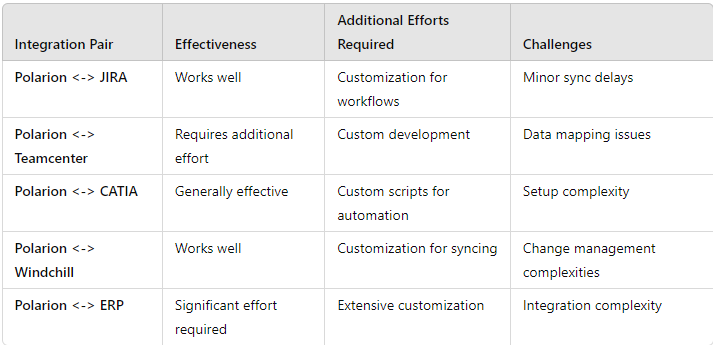 Integration Pair
Effectiveness
Additional Efforts
Required
Challenges
Polarion <-> JIRA
Works well
Customization for
workflows
Minor sync delays
Polarion <->
Teamcenter
Requires additional
effort
Custom development
Data mapping issues
Polarion <-> CATIA
Generally effective
Custom scripts for
automation
Setup complexity
Polarion <->
Windchill
Works well
Customization for syncing
Change management
complexities
Polarion <-> ERP
Significant effort
required
Extensive customization
Integration complexity